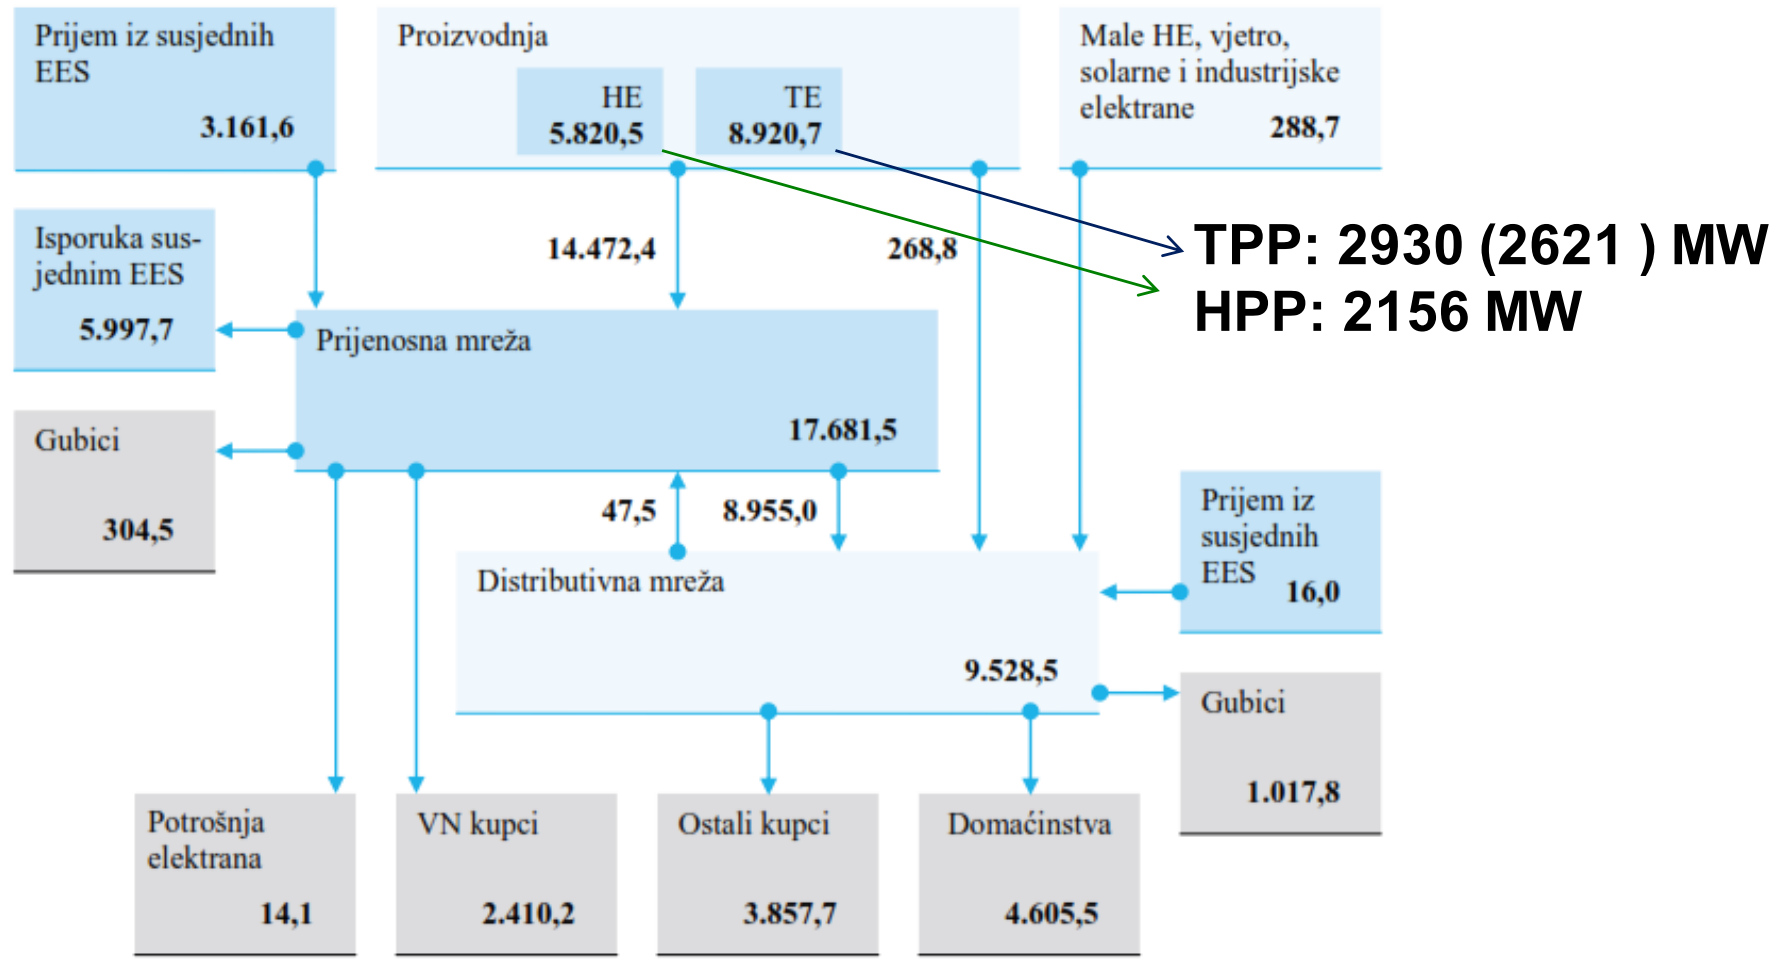 Prijem iz susjednih
EES
3.161,6
Proizvodnja
HE
5.820,5
TE
8.920,7
Male HE, vjetro,
solarne i industrijske
elektrane
288,7
Isporuka sus-
jednim EES
5.997,7
14.472,4
268,8
TPP: 2930 (2621 ) MW
HPP: 2156 MW
Prijenosna mreža
17.681,5
Gubici
304,5
47,5
8.955,0
Prijem iz
susjednih
EES
16,0
Distributivna mreža
9.528,5
Gubici
1.017,8
Potrošnja
elektrana
14,1
VN kupci
2.410,2
Ostali kupci
3.857,7
Domaćinstva
4.605,5